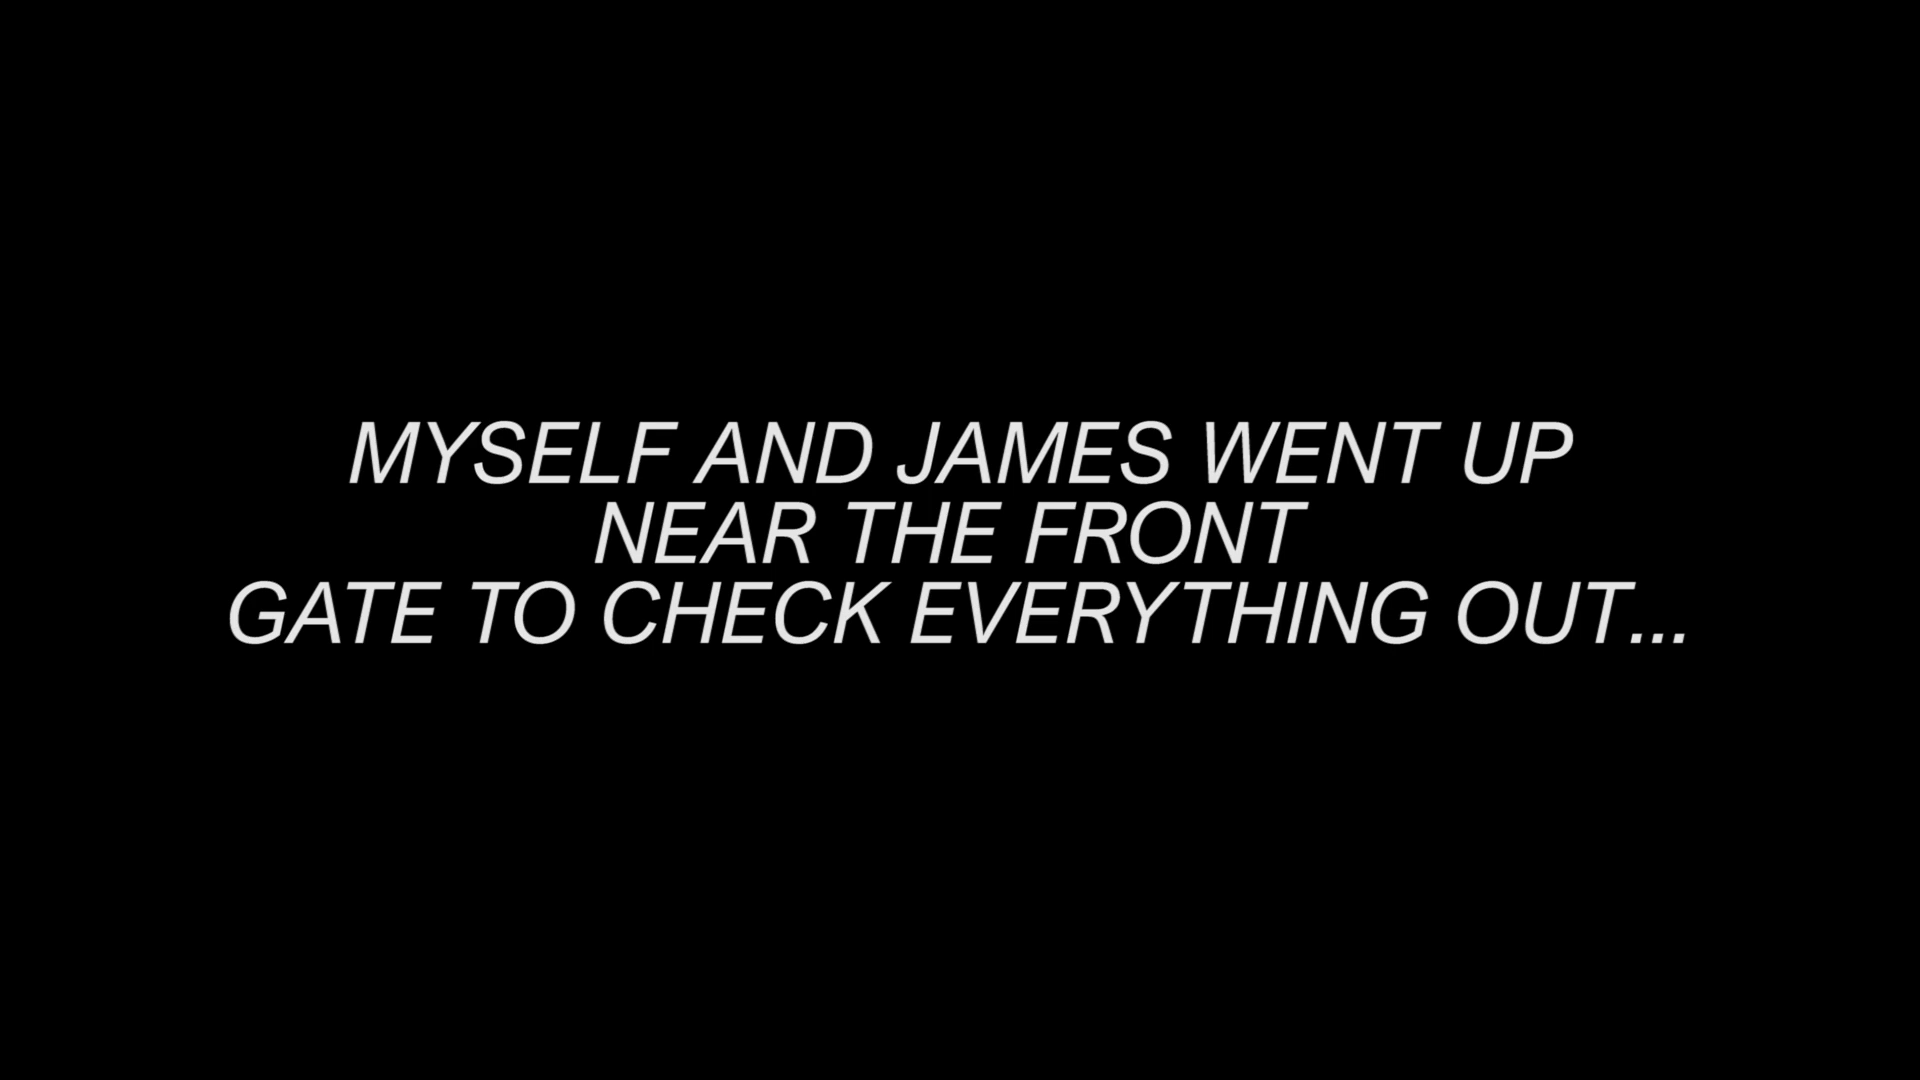 MYSELF AND JAMES WENT UP
NEAR THE FRONT
GATE TO CHECK EVERYTHING OUT...